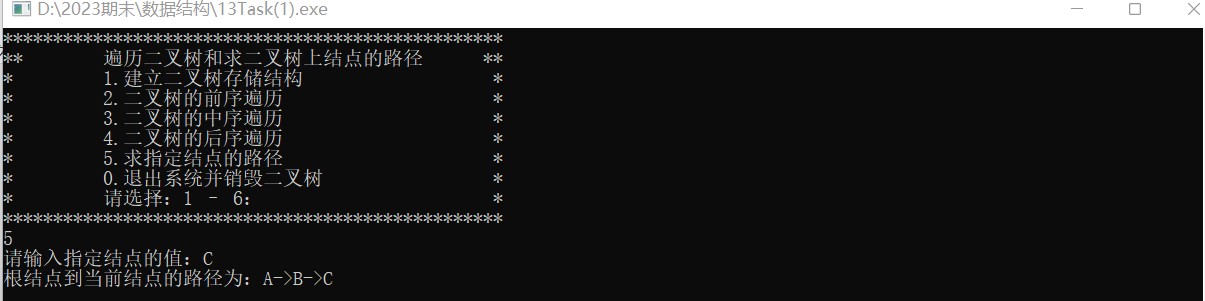 D:\2023期末\数据结构\13Task(1).exe
**************************************************
**        遍历二叉树和求二叉树上结点的路径      **
*         1.建立二叉树存储结构                   *
*         2.二叉树的前序遍历                     *
*         3.二叉树的中序遍历                     *
*         4.二叉树的后序遍历                     *
*         5.求指定结点的路径                     *
*         0.退出系统并销毁二叉树                 *
*         请选择：1 - 6：                        *
**************************************************
5
请输入指定结点的值：C
根结点到当前结点的路径为：A->B->C